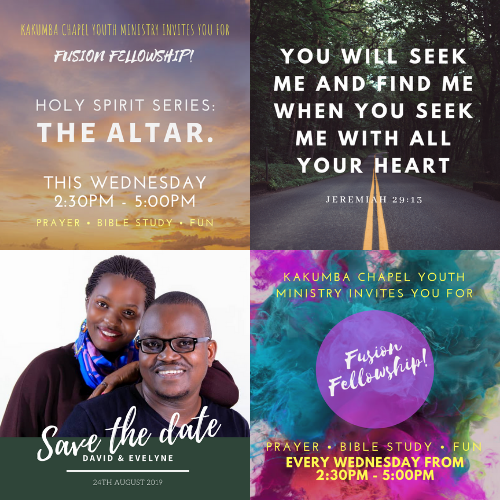 KAKUMBA CHAPEL YOUTH MINISTRY INVITES YOU FOR
FUSION FELLOWSHIP!
HOLY SPIRIT SERIES:
THE ALTAR.
THIS WEDNESDAY
2:30PM - 5:00PM
PRAYER • BIBLE STUDY • FUN
YOU WILL SEEK
ME AND FIND ME
WHEN YOU SEEK
ME WITH ALL
YOUR HEART
JEREMIAH 29:13
Save the date
DAVID & EVELYNE
24TH AUGUST 2019
KAKUMBA CHAPEL YOUTH
MINISTRY INVITES YOU FOR
Fusion
Fellowship!
PRAYER • BIBLE STUDY • FUN
EVERY WEDNESDAY FROM
2:30PM - 5:00PM